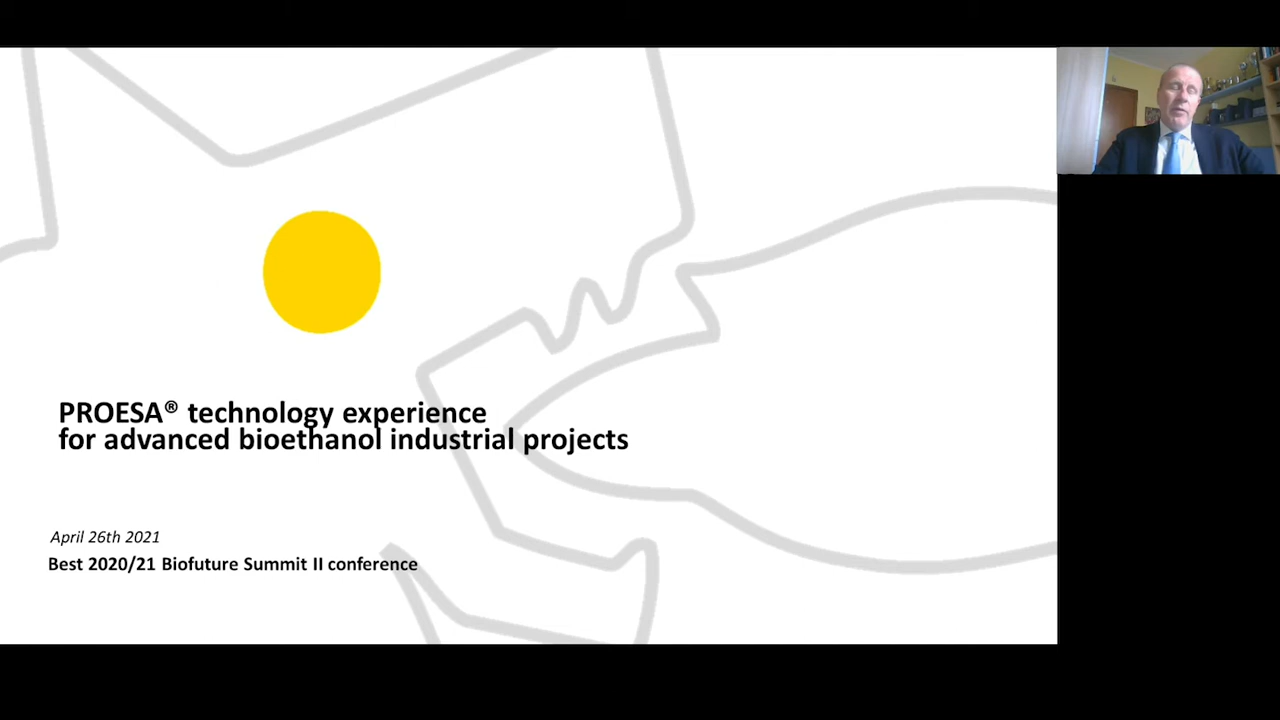 PROESA® technology experience
for advanced bioethanol industrial projects
April 26th 2021
Best 2020/21 Biofuture Summit II conference